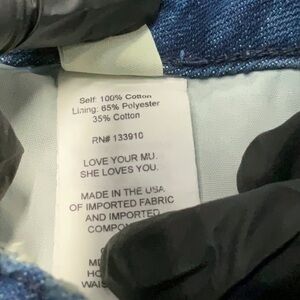 Self: 100% Cotton
Lining: 65% Polyester
35% Cotton
RN# 133910
LOVE YOUR MU.
SHE LOVES YOU.
MADE IN THE USA
OF IMPORTED FABRIC
AND IMPORTED